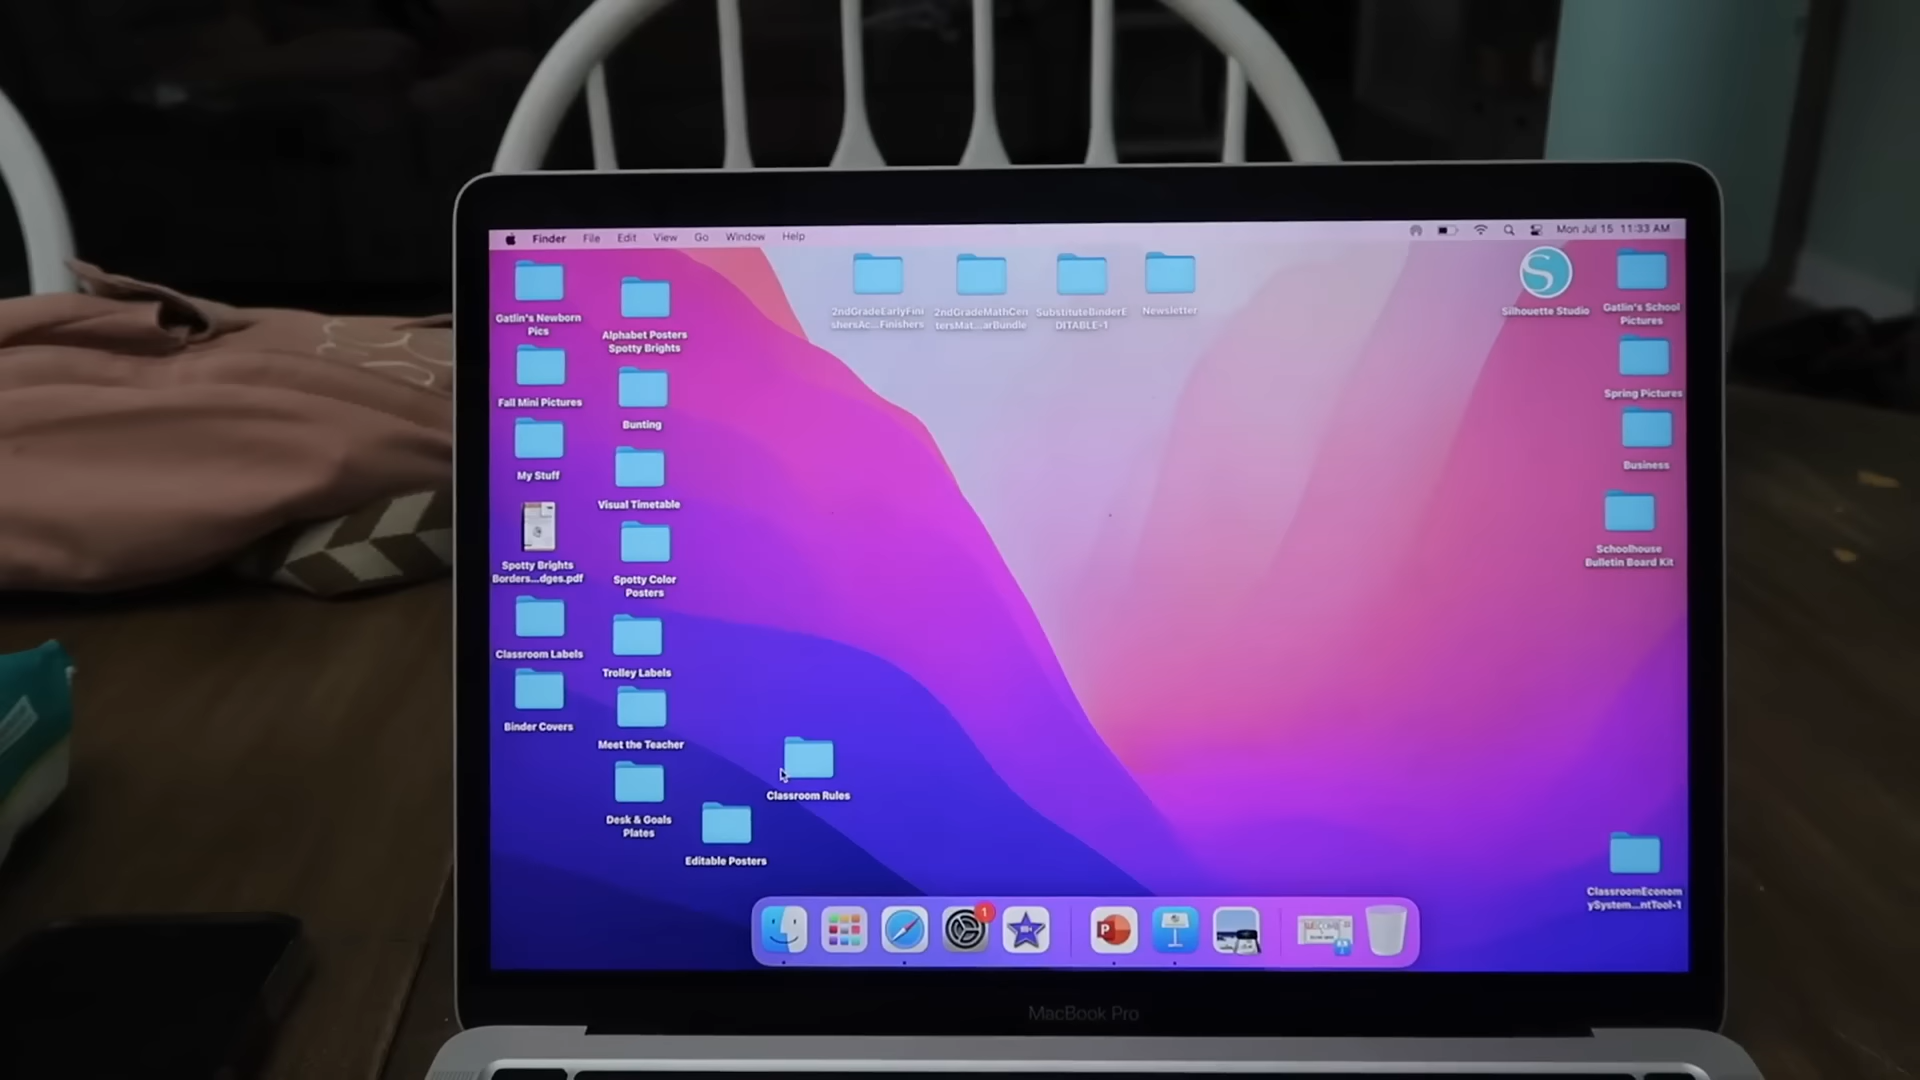 Finder File Edit View Go Window Help
Mon Jul 15 11:33 AM
Gatlin's Newborn
Pics
Fall Mini Pictures
My Stuff
Spotty Brights
Borders...dges.pdf
Classroom Labels
Binder Covers
Alphabet Posters
Spotty Brights
Bunting
Visual Timetable
Spotty Color
Posters
Trolley Labels
Meet the Teacher
Desk & Goals
Plates
Editable Posters
Classroom Rules
2ndGradeEarlyFini
shersAc...Finishers
2ndGradeMathCen
tersMat...arBundle
SubstituteBinderE
DITABLE-1
Newsletter
Silhouette Studio
Gatlin's School
Pictures
Spring Pictures
Business
Schoolhouse
Bulletin Board Kit
ClassroomEconom
ySystem...ntTool-1
1
P
WELCOME
MacBook Pro